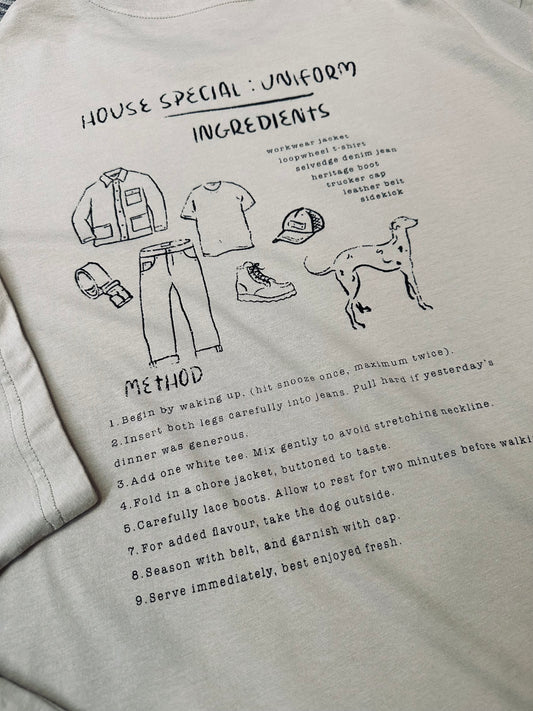 HOUSE SPECIAL : UNIFORM
INGREDIENTS
workwear jacket
loopwheel t-shirt
selvedge denim jean
heritage boot
trucker cap
leather belt
sidekick
METHOD
1.Begin by waking up. (hit snooze once, maximum twice).
2.Insert both legs carefully into jeans. Pull hard if yesterday's
dinner was generous.
3.Add one white tee. Mix gently to avoid stretching neckline.
4.Fold in a chore jacket, buttoned to taste.
5.Carefully lace boots. Allow to rest for two minutes before walki
7.For added flavour, take the dog outside.
8.Season with belt, and garnish with cap.
9.Serve immediately, best enjoyed fresh.